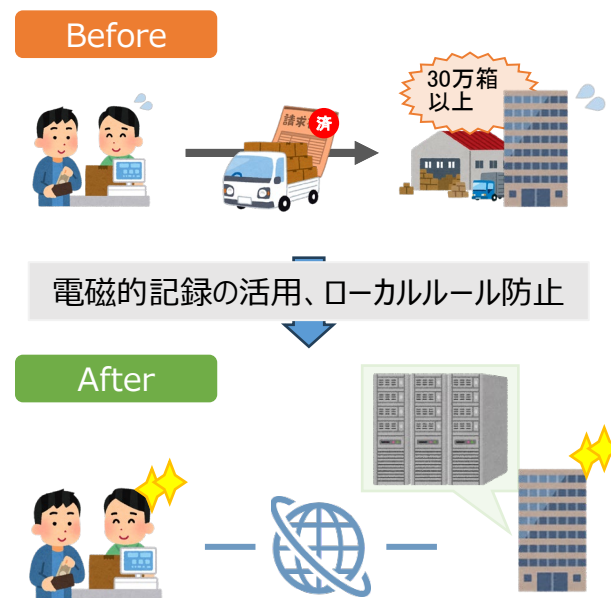 Before
請求
済
30万箱
以上
電磁的記録の活用、ローカルルール防止
After